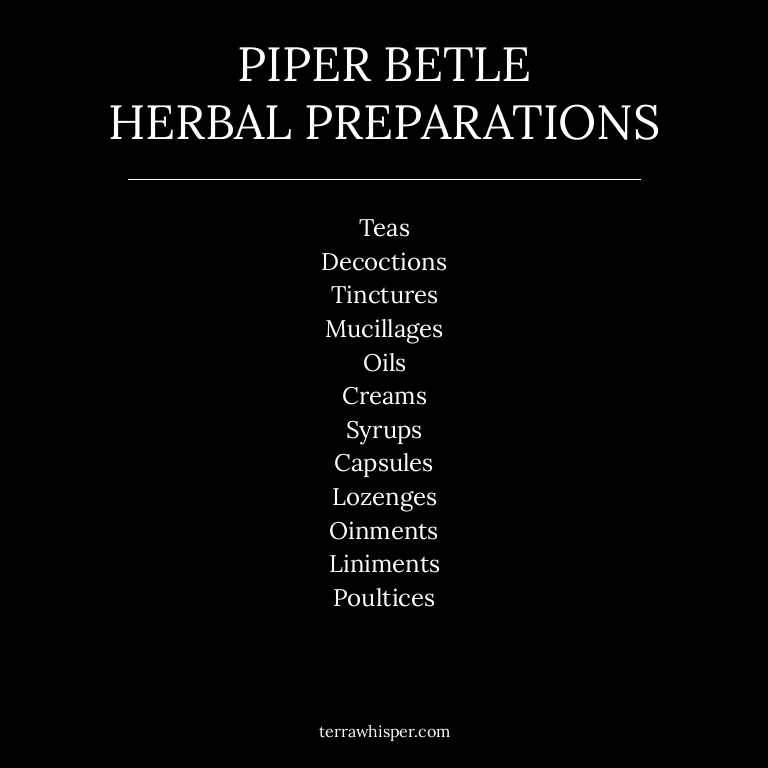 PIPER BETLE
HERBAL PREPARATIONS
Teas
Decoctions
Tinctures
Mucillages
Oils
Creams
Syrups
Capsules
Lozenges
Oinments
Liniments
Poultices
terrawhisper.com